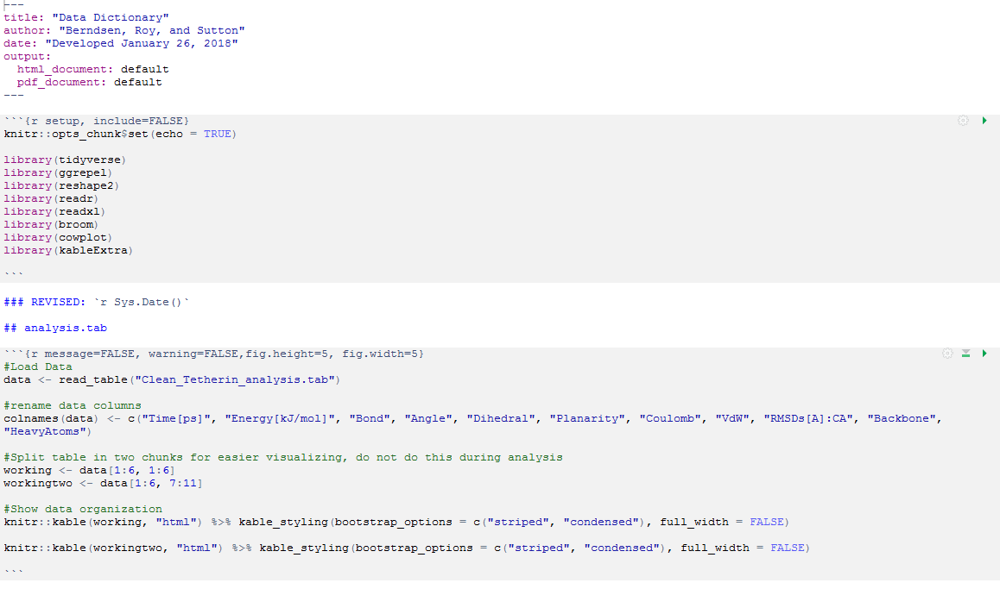 ---
title: "Data Dictionary"
author: "Berndsen, Roy, and Sutton"
date: "Developed January 26, 2018"
output:
  html_document: default
  pdf_document: default
---
```{r setup, include=FALSE}
knitr::opts_chunk$set(echo = TRUE)
library(tidyverse)
library(ggrepel)
library(reshape2)
library(readr)
library(readxl)
library(broom)
library(cowplot)
library(kableExtra)
```
### REVISED: `r Sys.Date()`
## analysis.tab
```{r message=FALSE, warning=FALSE,fig.height=5, fig.width=5}
#Load Data
data <- read_table("Clean_Tetherin_analysis.tab")
#rename data columns
colnames(data) <- c("Time[ps]", "Energy[kJ/mol]", "Bond", "Angle", "Dihedral", "Planarity", "Coulomb", "VdW", "RMSDs[A]:CA", "Backbone",
"HeavyAtoms")
#Split table in two chunks for easier visualizing, do not do this during analysis
working <- data[1:6, 1:6]
workingtwo <- data[1:6, 7:11]
#Show data organization
knitr::kable(working, "html") %>% kable_styling(bootstrap_options = c("striped", "condensed"), full_width = FALSE)
knitr::kable(workingtwo, "html") %>% kable_styling(bootstrap_options = c("striped", "condensed"), full_width = FALSE)
```